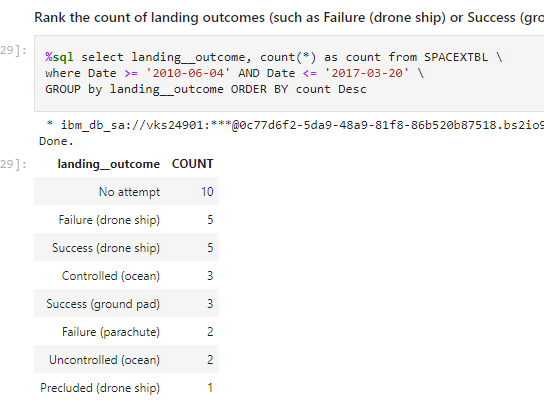 Rank the count of landing outcomes (such as Failure (drone ship) or Success (gro
29]:
%sql select landing__outcome, count(*) as count from SPACEXTBL \
where Date >= '2010-06-04' AND Date <= '2017-03-20' \
GROUP by landing__outcome ORDER BY count Desc
* ibm_db_sa://vks24901:***@0c77d6f2-5da9-48a9-81f8-86b520b87518.bs2io9
Done.
29]:
landing__outcome COUNT
No attempt 10
Failure (drone ship) 5
Success (drone ship) 5
Controlled (ocean) 3
Success (ground pad) 3
Failure (parachute) 2
Uncontrolled (ocean) 2
Precluded (drone ship) 1